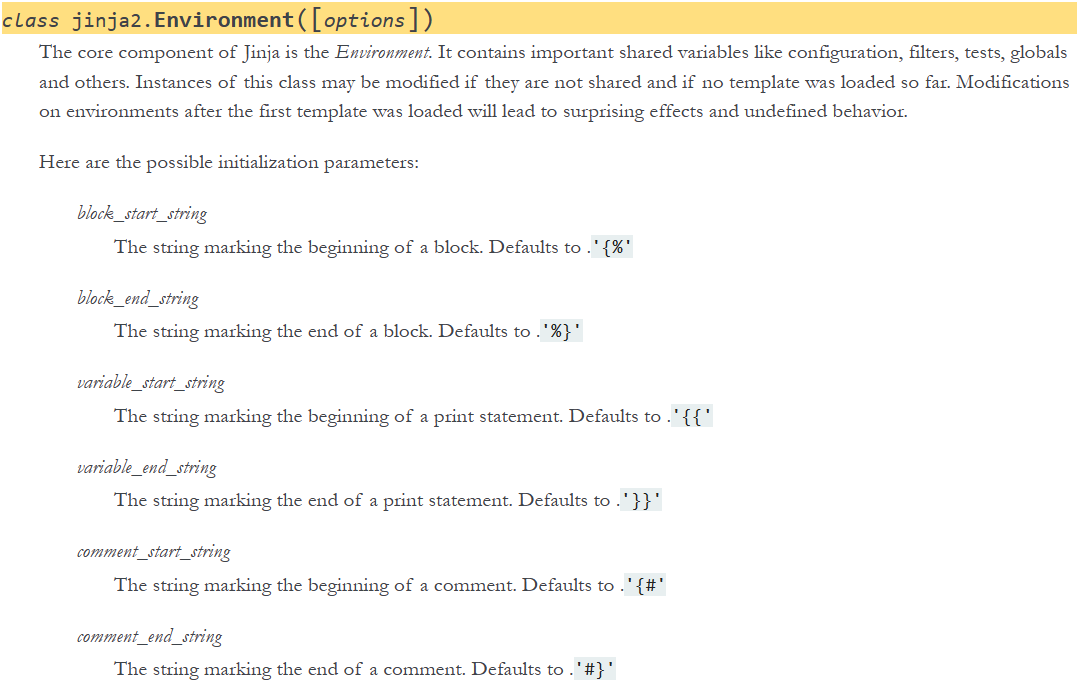 class jinja2.Environment([options])
The core component of Jinja is the Environment. It contains important shared variables like configuration, filters, tests, globals
and others. Instances of this class may be modified if they are not shared and if no template was loaded so far. Modifications
on environments after the first template was loaded will lead to surprising effects and undefined behavior.
Here are the possible initialization parameters:
block_start_string
The string marking the beginning of a block. Defaults to .'{%'
block_end_string
The string marking the end of a block. Defaults to .'%}'
variable_start_string
The string marking the beginning of a print statement. Defaults to .'{{'
variable_end_string
The string marking the end of a print statement. Defaults to .'}}'
comment_start_string
The string marking the beginning of a comment. Defaults to .'{#'
comment_end_string
The string marking the end of a comment. Defaults to .'#}'